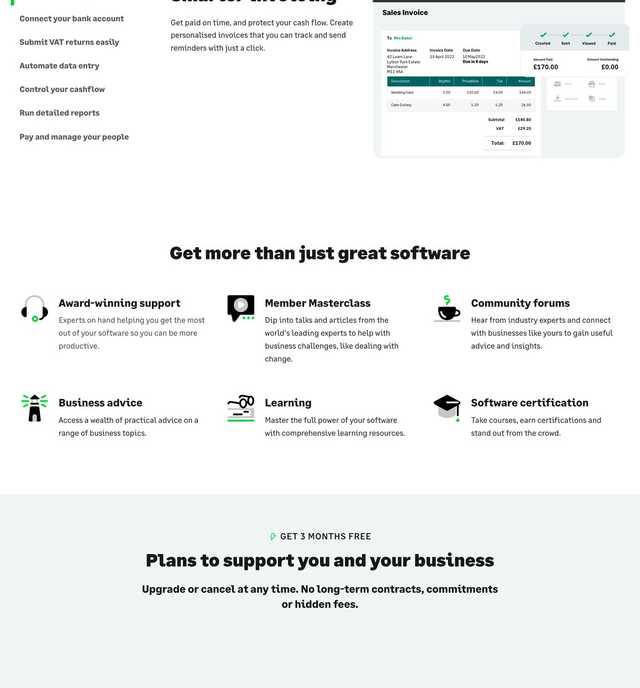 Connect your bank account
Submit VAT returns easily
Automate data entry
Control your cashflow
Run detailed reports
Pay and manage your people
Get paid on time, and protect your cash flow. Create
personalised invoices that you can track and send
reminders with just a click.
Sales Invoice
Created Sent Viewed Paid
Amount Paid Amount Outstanding
£170.00 £0.00
Invoice Address Invoice Date Due Date
Due in 8 days
Manchester
Subtotal £140.80
VAT £29.20
Total: £170.00
Get more than just great software
Award-winning support
Experts on hand helping you get the most
out of your software so you can be more
productive.
Member Masterclass
Dip into talks and articles from the
world's leading experts to help with
business challenges, like dealing with
change.
Community forums
Hear from industry experts and connect
with businesses like yours to gain useful
advice and insights.
Business advice
Access a wealth of practical advice on a
range of business topics.
Learning
Master the full power of your software
with comprehensive learning resources.
Software certification
Take courses, earn certifications and
stand out from the crowd.
GET 3 MONTHS FREE
Plans to support you and your business
Upgrade or cancel at any time. No long-term contracts, commitments
or hidden fees.